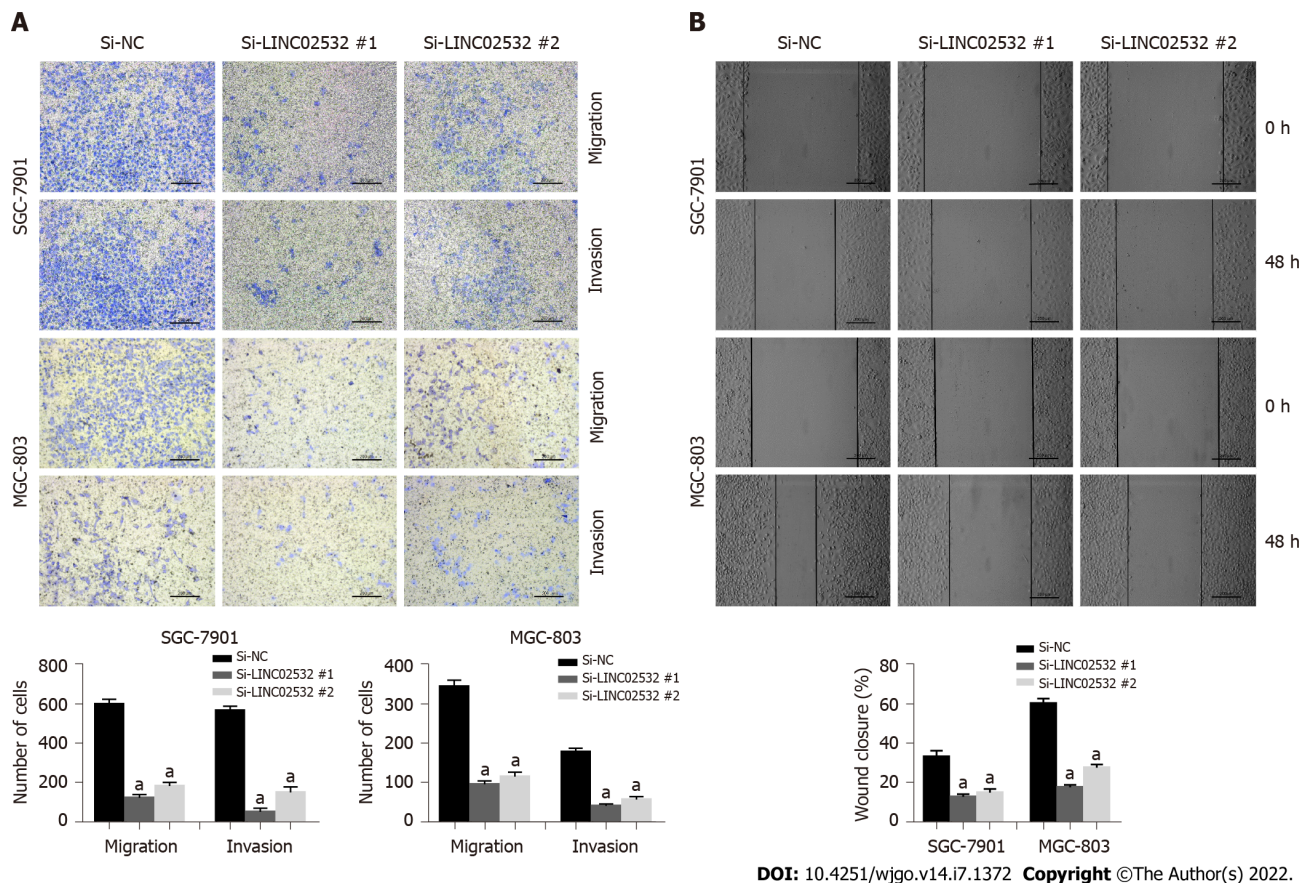 A
B
Si-NC Si-LINC02532 #1 Si-LINC02532 #2
Si-NC Si-LINC02532 #1 Si-LINC02532 #2
SGC-7901
Migration
Invasion
MGC-803
Migration
Invasion
SGC-7901
0 h
48 h
MGC-803
0 h
48 h
SGC-7901
Si-NC
Si-LINC02532 #1
Si-LINC02532 #2
Number of cells
800
600
400
200
0
a a a a
Migration Invasion
MGC-803
Si-NC
Si-LINC02532 #1
Si-LINC02532 #2
Number of cells
400
300
200
100
0
a a a a
Migration Invasion
Si-NC
Si-LINC02532 #1
Si-LINC02532 #2
Wound closure (%)
80
60
40
20
0
a a a a
SGC-7901 MGC-803
DOI: 10.4251/wjgo.v14.i7.1372 Copyright ©The Author(s) 2022.